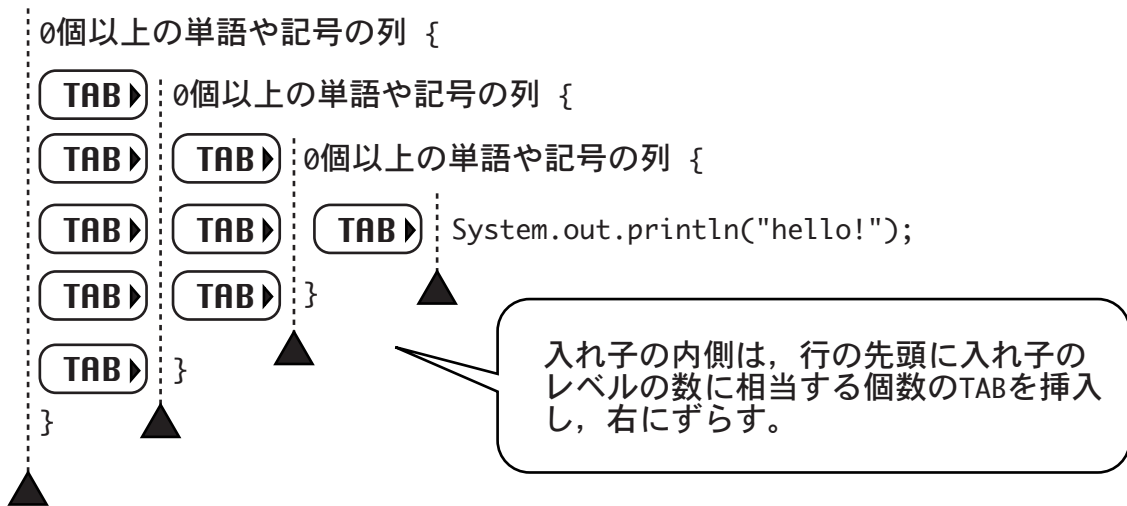 0個以上の単語や記号の列 {
TAB 0個以上の単語や記号の列 {
TAB TAB 0個以上の単語や記号の列 {
TAB TAB TAB System.out.println("hello!");
TAB TAB }
TAB }
}
入れ子の内側は，行の先頭に入れ子の
レベルの数に相当する個数のTABを挿入
し，右にずらす。